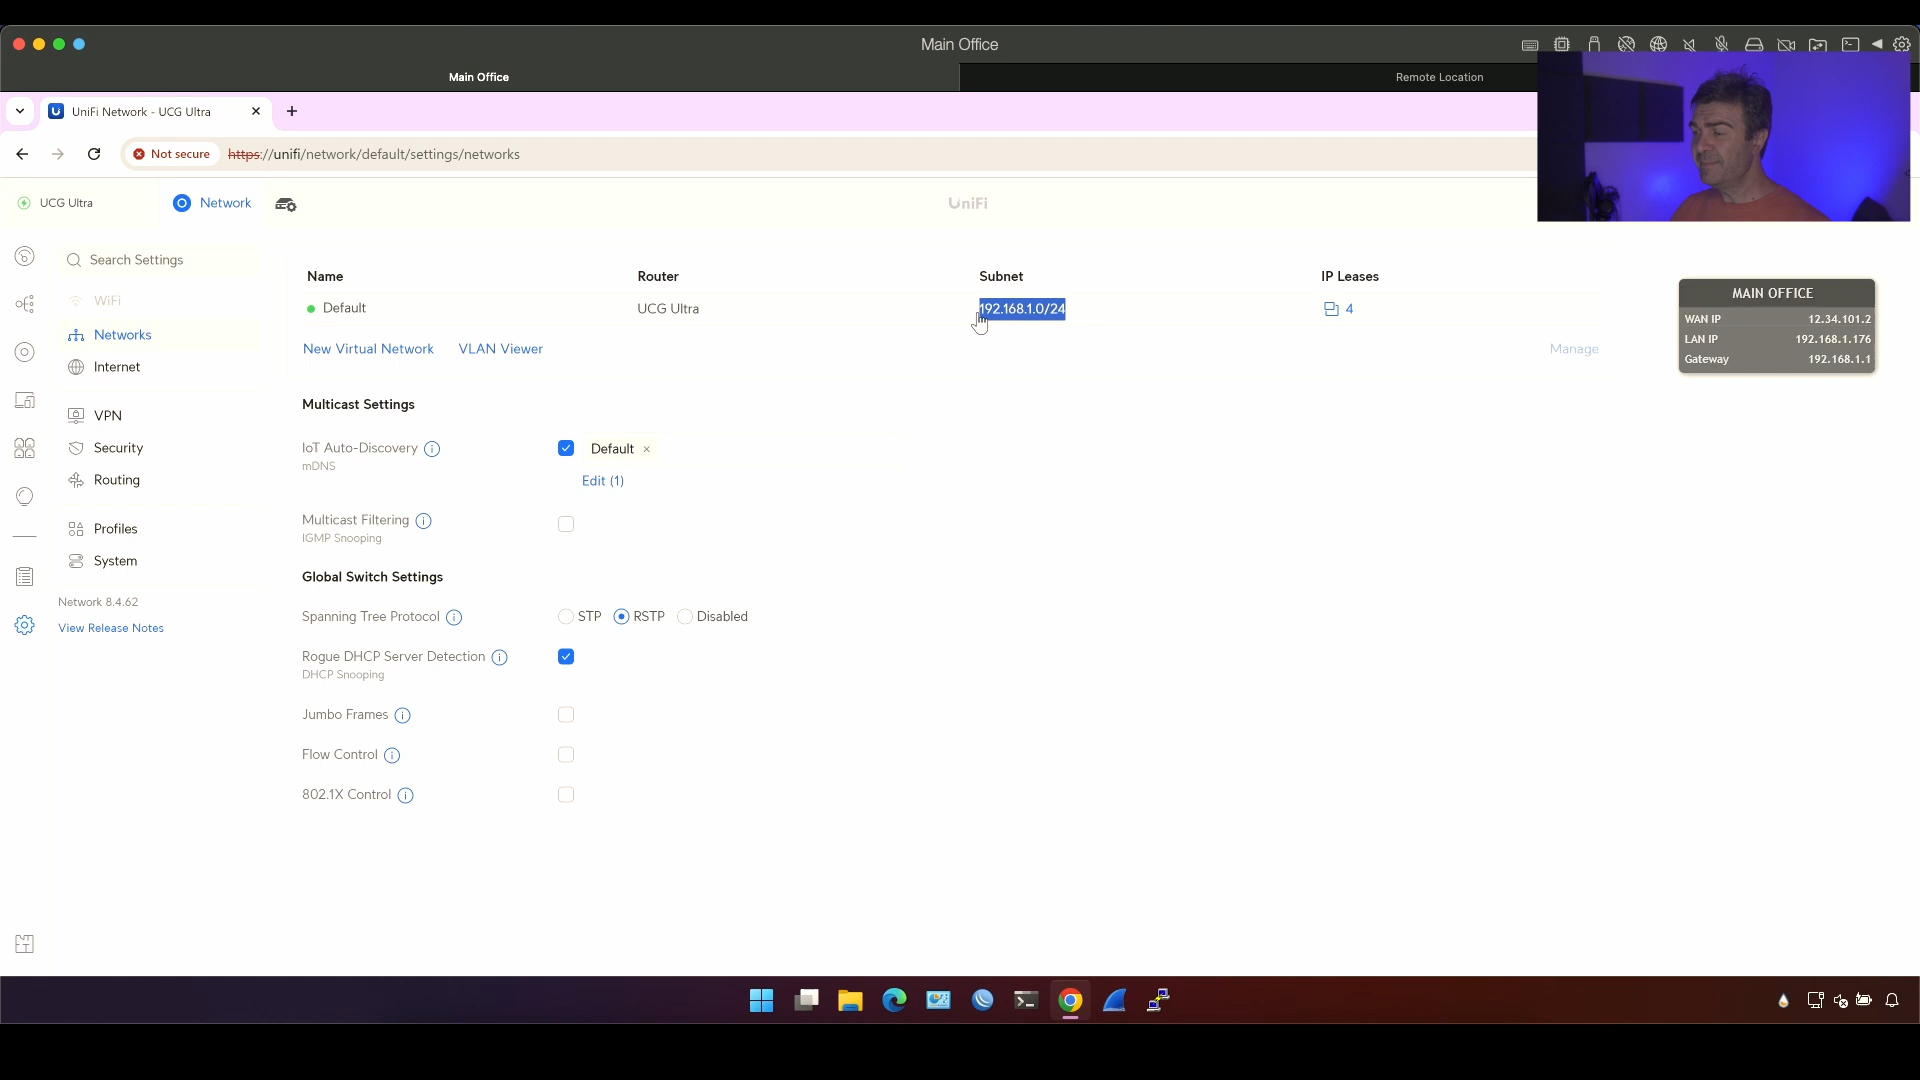 Main Office
Main Office
Remote Location
UniFi Network - UCG Ultra
Not secure
https://unifi/network/default/settings/networks
UCG Ultra
Network
UniFi
Search Settings
WiFi
Networks
Internet
VPN
Security
Routing
Profiles
System
Network 8.4.62
View Release Notes
Name Router Subnet IP Leases
Default UCG Ultra 192.168.1.0/24 4
New Virtual Network VLAN Viewer Manage
Multicast Settings
IoT Auto-Discovery Default ×
mDNS
Edit (1)
Multicast Filtering
IGMP Snooping
Global Switch Settings
Spanning Tree Protocol STP RSTP Disabled
Rogue DHCP Server Detection
DHCP Snooping
Jumbo Frames
Flow Control
802.1X Control
MAIN OFFICE
WAN IP 12.34.101.2
LAN IP 192.168.1.176
Gateway 192.168.1.1